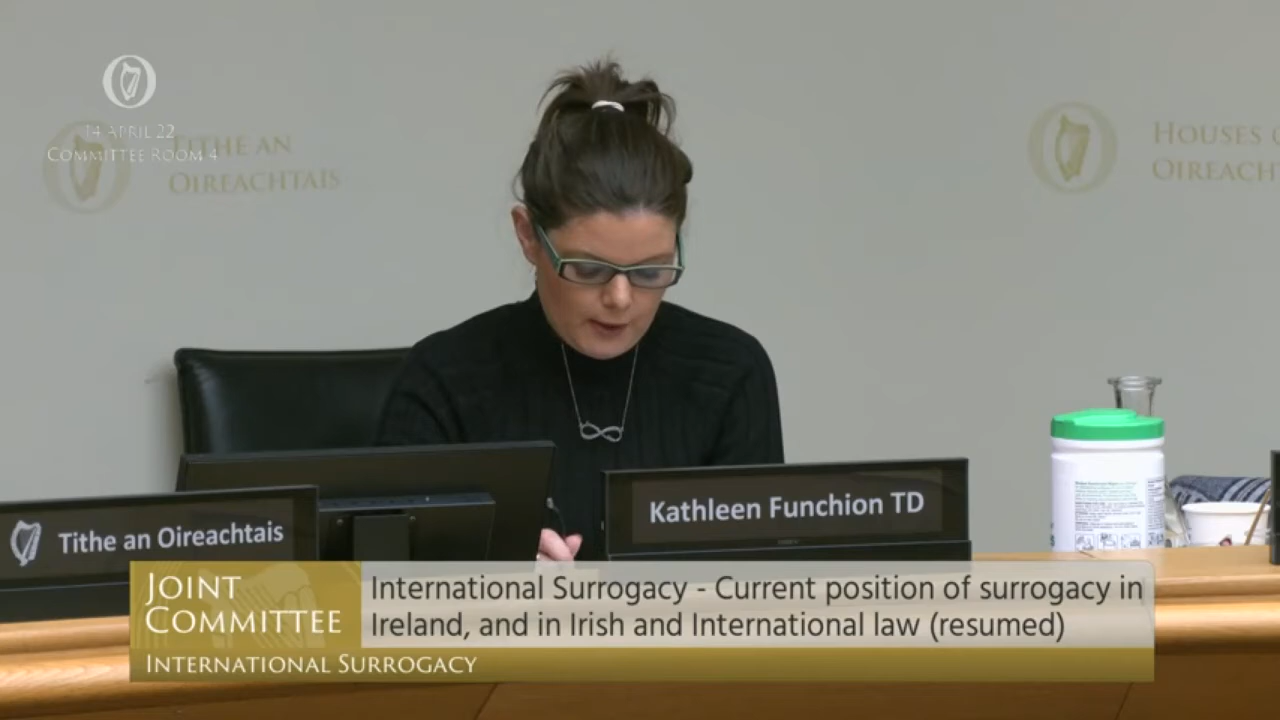 14 APRIL 22
COMMITTEE ROOM 4
TITHE AN
OIREACHTAIS
HOUSES
OIREACH
Tithe an Oireachtais
Kathleen Funchion TD
JOINT
COMMITTEE
International Surrogacy - Current position of surrogacy in
Ireland, and in Irish and International law (resumed)
INTERNATIONAL SURROGACY